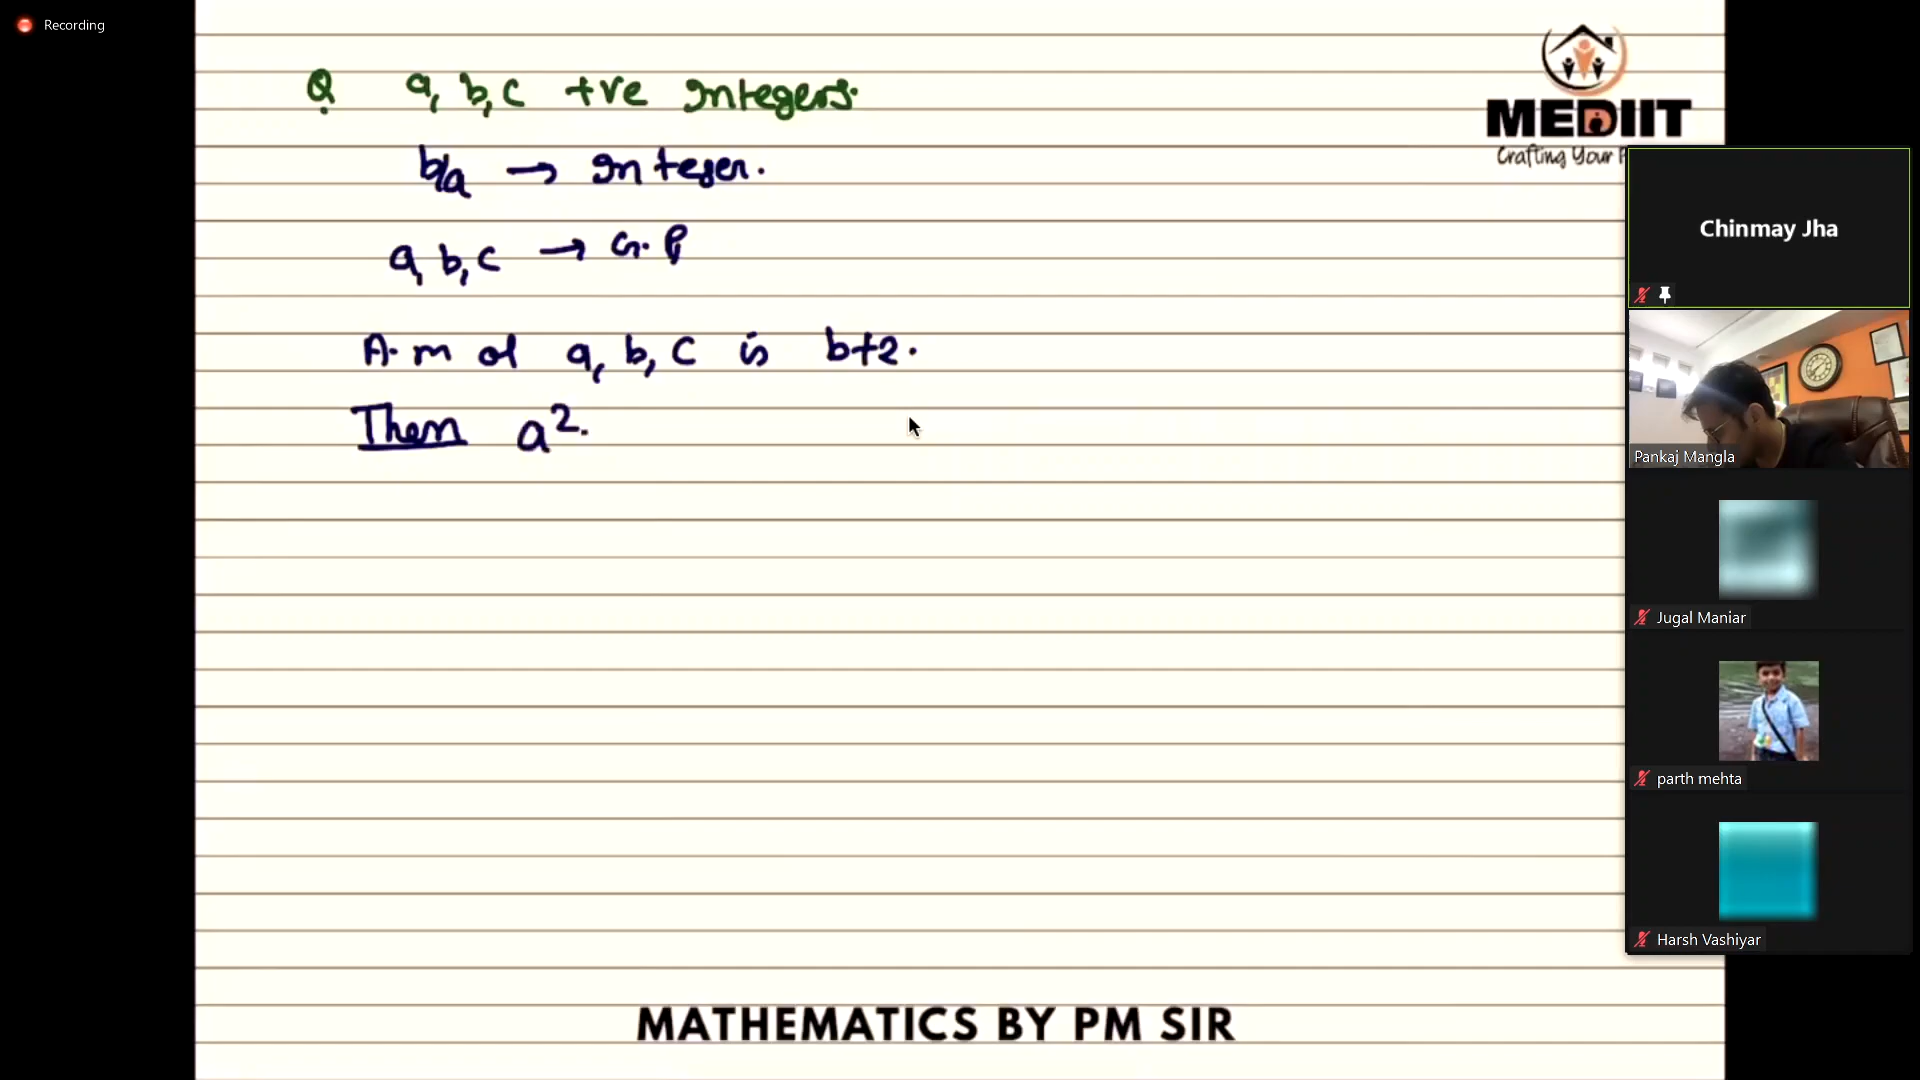 Recording
Q. a, b, c +ve Integers.
b/a → Integer.
a, b, c → G.P
A.m of a, b, c is b+2.
Then a².
MEDIIT
Crafting Your
Chinmay Jha
Pankaj Mangla
Jugal Maniar
parth mehta
Harsh Vashiyar
MATHEMATICS BY PM SIR